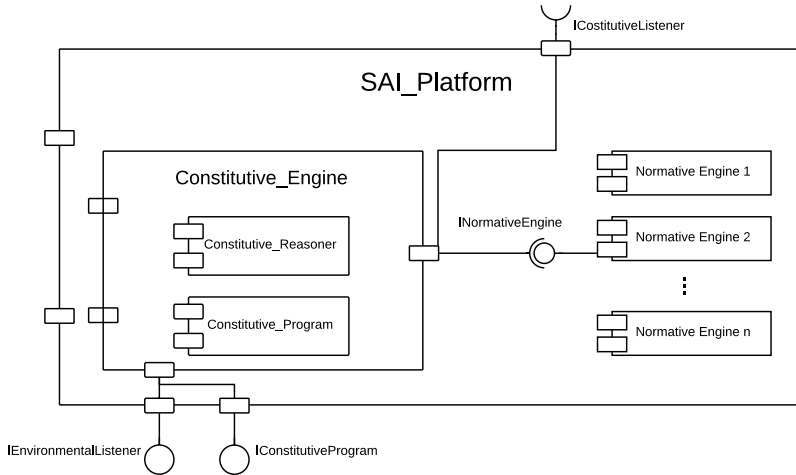 ICostitutiveListener
SAI_Platform
Constitutive_Engine
Normative Engine 1
Constitutive_Reasoner
INormativeEngine
Normative Engine 2
Constitutive_Program
Normative Engine n
IEnvironmentalListener
IConstitutiveProgram